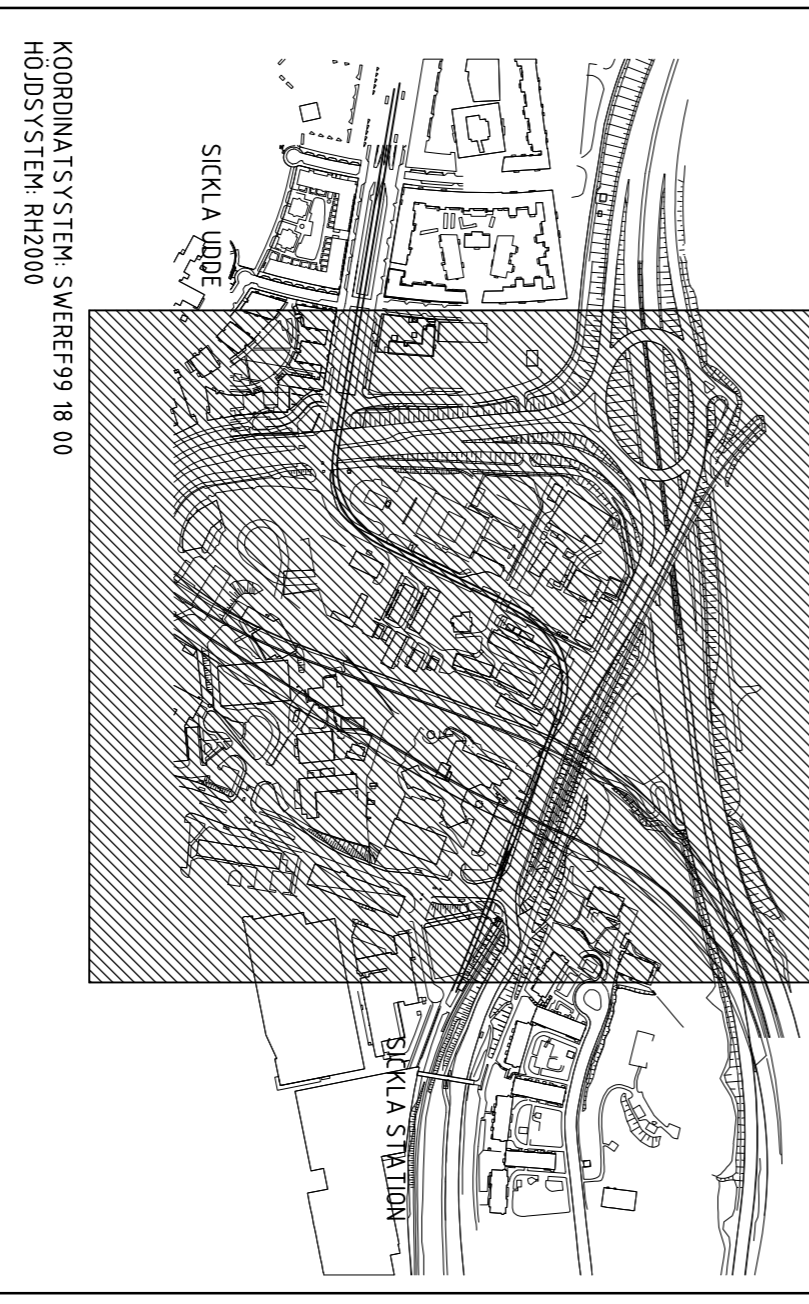 SICKLA UDDE
SICKLA STATION
KOORDINATSYSTEM: SWEREF99 18 00
HÖJDSYSTEM: RH2000